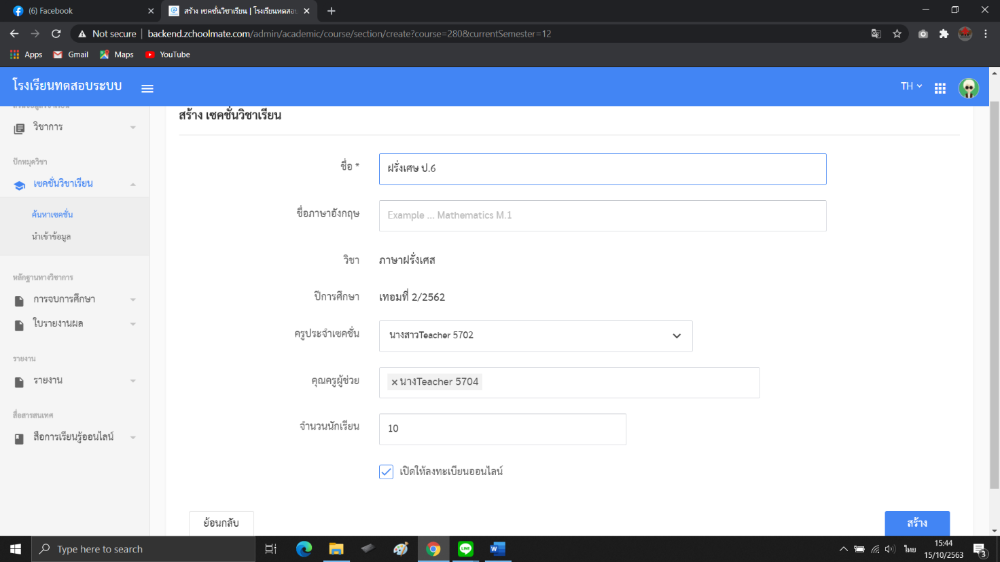 (6) Facebook
สร้าง เซคชั่นวิชาเรียน | โรงเรียนทดสอบ
Not secure | backend.zchoolmate.com/admin/academic/course/section/create?course=280&currentSemester=12
Apps Gmail Maps YouTube
โรงเรียนทดสอบระบบ
TH
สร้าง เซคชั่นวิชาเรียน
วิชาการ
ปักหมุดวิชา
เซคชั่นวิชาเรียน
ค้นหาเซคชั่น
นำเข้าข้อมูล
หลักฐานทางวิชาการ
การจบการศึกษา
ใบรายงานผล
รายงาน
รายงาน
สื่อสารสนเทศ
สื่อการเรียนรู้ออนไลน์
ชื่อ * ฝรั่งเศษ ป.6
ชื่อภาษาอังกฤษ Example ... Mathematics M.1
วิชา ภาษาฝรั่งเศส
ปีการศึกษา เทอมที่ 2/2562
ครูประจำเซคชั่น นางสาวTeacher 5702
คุณครูผู้ช่วย × นางTeacher 5704
จำนวนนักเรียน 10
เปิดให้ลงทะเบียนออนไลน์
ย้อนกลับ สร้าง
Type here to search
LINE
W
ไทย
15:44
15/10/2563
3